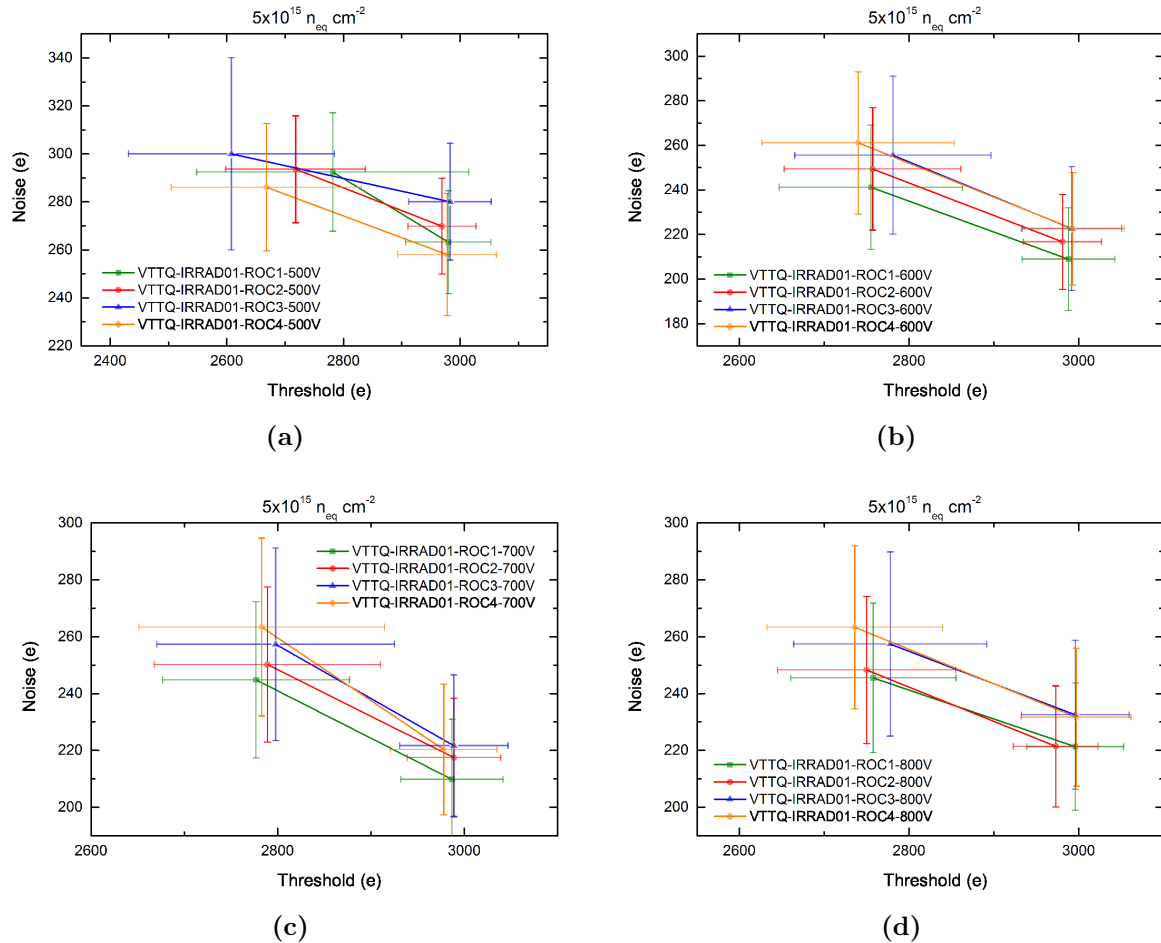 5x10^15 n_eq cm^-2
340
320
300
280
260
240
220
2400
2600
2800
3000
Noise (e)
Threshold (e)
VTTQ-IRRAD01-ROC1-500V
VTTQ-IRRAD01-ROC2-500V
VTTQ-IRRAD01-ROC3-500V
VTTQ-IRRAD01-ROC4-500V
(a)
5x10^15 n_eq cm^-2
300
280
260
240
220
200
180
2600
2800
3000
Noise (e)
Threshold (e)
VTTQ-IRRAD01-ROC1-600V
VTTQ-IRRAD01-ROC2-600V
VTTQ-IRRAD01-ROC3-600V
VTTQ-IRRAD01-ROC4-600V
(b)
5x10^15 n_eq cm^-2
300
280
260
240
220
200
2600
2800
3000
Noise (e)
Threshold (e)
VTTQ-IRRAD01-ROC1-700V
VTTQ-IRRAD01-ROC2-700V
VTTQ-IRRAD01-ROC3-700V
VTTQ-IRRAD01-ROC4-700V
(c)
5x10^15 n_eq cm^-2
300
280
260
240
220
200
2600
2800
3000
Noise (e)
Threshold (e)
VTTQ-IRRAD01-ROC1-800V
VTTQ-IRRAD01-ROC2-800V
VTTQ-IRRAD01-ROC3-800V
VTTQ-IRRAD01-ROC4-800V
(d)